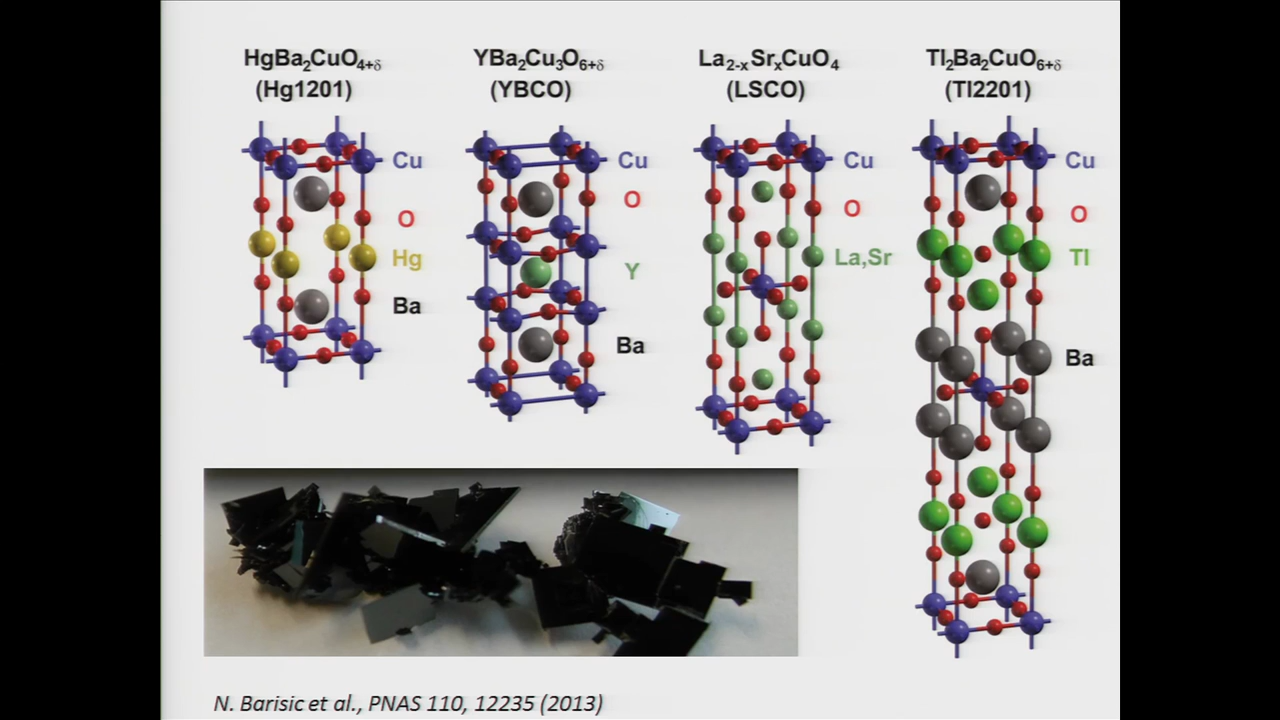 HgBa₂CuO₄₊δ
(Hg1201)
Cu
O
Hg
Ba
YBa₂Cu₃O₆₊δ
(YBCO)
Cu
O
Y
Ba
La₂₋ₓSrₓCuO₄
(LSCO)
Cu
O
La,Sr
Tl₂Ba₂CuO₆₊δ
(Tl2201)
Cu
O
Tl
Ba
N. Barisic et al., PNAS 110, 12235 (2013)